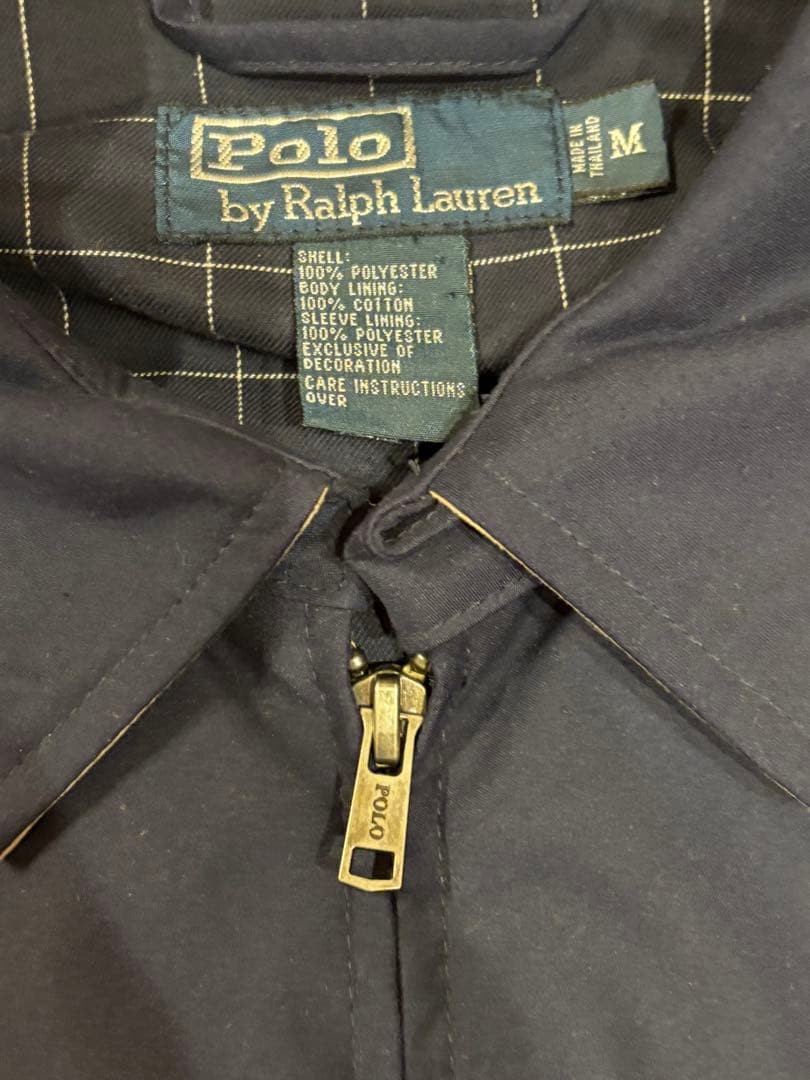 Polo
by Ralph Lauren
MADE IN
THAILAND
M
SHELL:
100% POLYESTER
BODY LINING:
100% COTTON
SLEEVE LINING:
100% POLYESTER
EXCLUSIVE OF
DECORATION
CARE INSTRUCTIONS
OVER
POLO